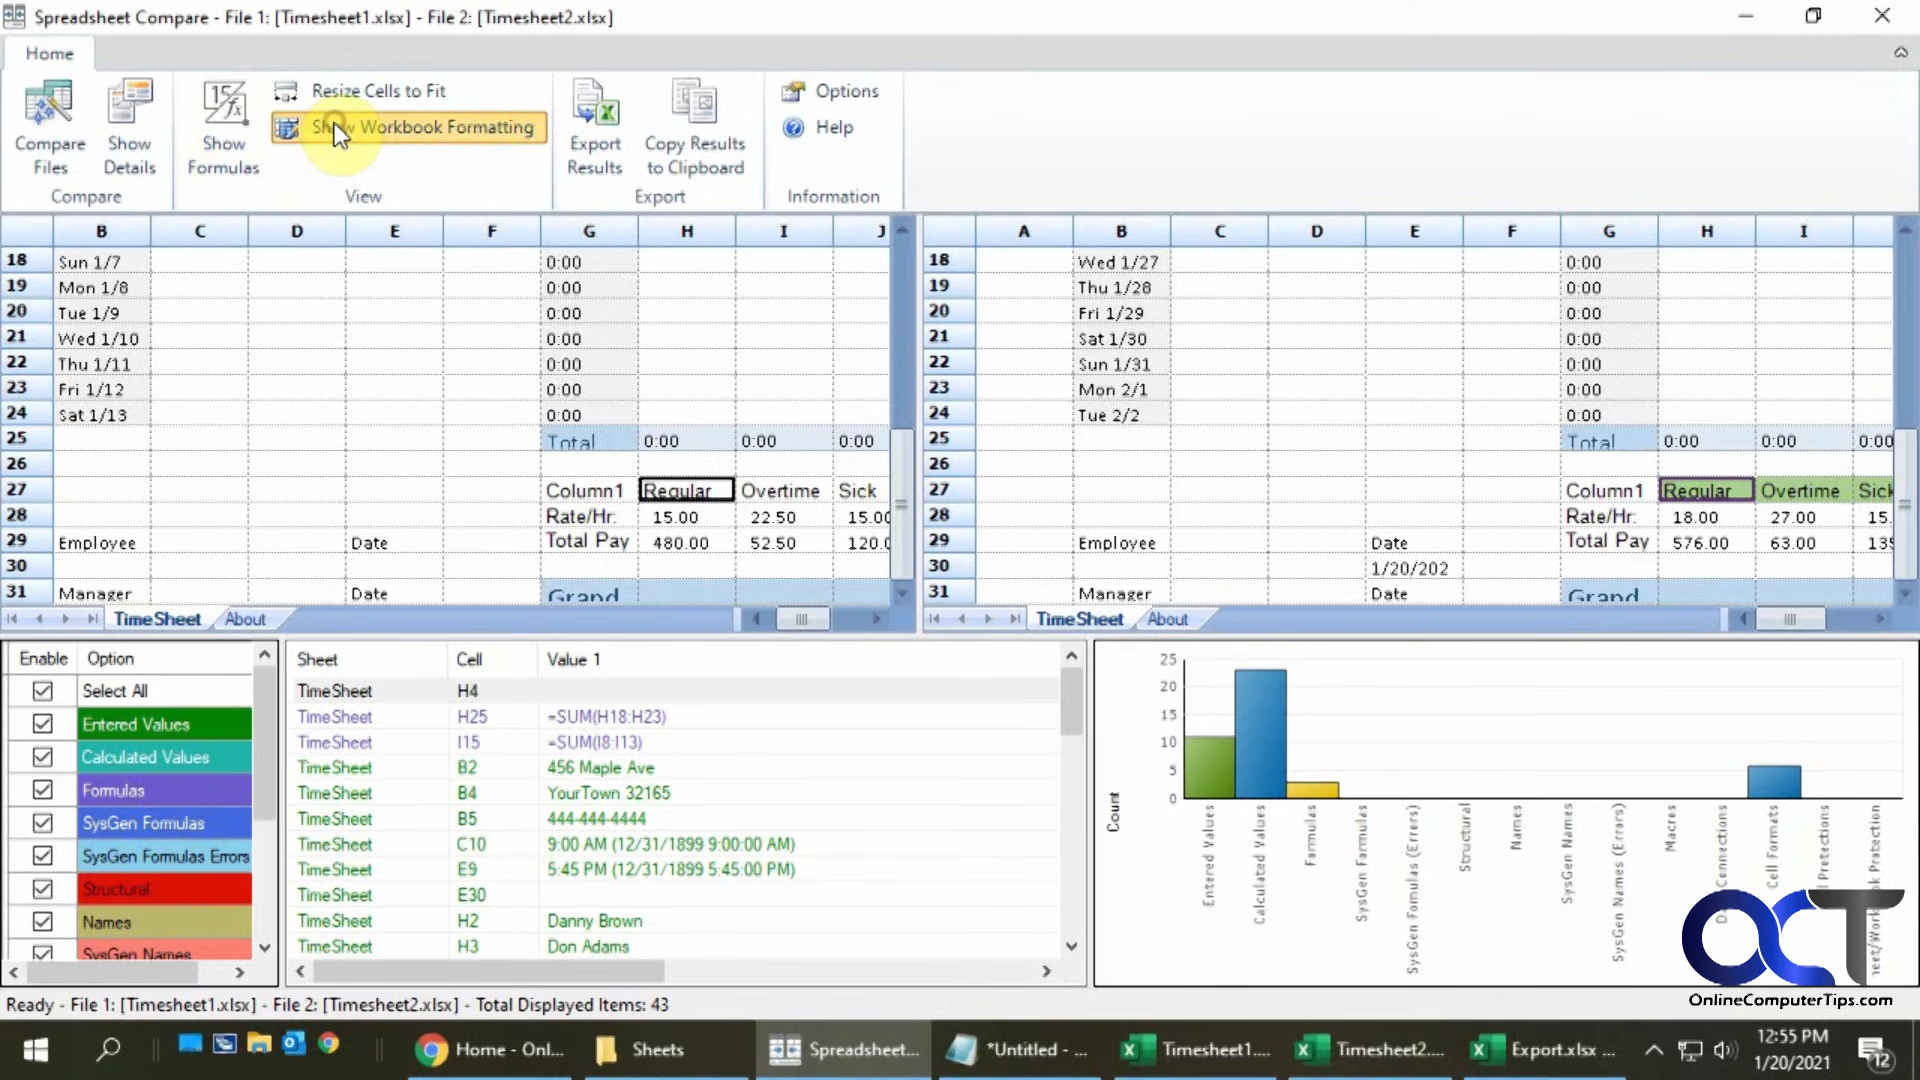 Spreadsheet Compare - File 1: [Timesheet1.xlsx] - File 2: [Timesheet2.xlsx]
Home
Compare Files
Show Details
Compare
Show Formulas
Resize Cells to Fit
Show Workbook Formatting
View
Export Results
Copy Results to Clipboard
Export
Options
Help
Information
B C D E F G H I J
18 Sun 1/7 0:00
19 Mon 1/8 0:00
20 Tue 1/9 0:00
21 Wed 1/10 0:00
22 Thu 1/11 0:00
23 Fri 1/12 0:00
24 Sat 1/13 0:00
25 Total 0:00 0:00 0:00
26
27 Column1 Regular Overtime Sick
28 Rate/Hr: 15.00 22.50 15.00
29 Employee Date Total Pay 480.00 52.50 120.0
30
31 Manager Date Grand
TimeSheet About
A B C D E F G H I
18 Wed 1/27 0:00
19 Thu 1/28 0:00
20 Fri 1/29 0:00
21 Sat 1/30 0:00
22 Sun 1/31 0:00
23 Mon 2/1 0:00
24 Tue 2/2 0:00
25 Total 0:00 0:00 0:00
26
27 Column1 Regular Overtime Sick
28 Rate/Hr: 18.00 27.00 15.
29 Employee Date Total Pay 576.00 63.00 135
30 1/20/202
31 Manager Date Grand
TimeSheet About
Enable Option
Select All
Entered Values
Calculated Values
Formulas
SysGen Formulas
SysGen Formulas Errors
Structural
Names
SysGen Names
Sheet Cell Value 1
TimeSheet H4
TimeSheet H25 =SUM(H18:H23)
TimeSheet I15 =SUM(I8:I13)
TimeSheet B2 456 Maple Ave
TimeSheet B4 YourTown 32165
TimeSheet B5 444-444-4444
TimeSheet C10 9:00 AM (12/31/1899 9:00:00 AM)
TimeSheet E9 5:45 PM (12/31/1899 5:45:00 PM)
TimeSheet E30
TimeSheet H2 Danny Brown
TimeSheet H3 Don Adams
Count
25
20
15
10
5
0
Entered Values
Calculated Values
Formulas
SysGen Formulas
SysGen Formulas (Errors)
Structural
Names
SysGen Names
SysGen Names (Errors)
Macros
Connections
Cell Formats
Protections
Protection
OCT
OnlineComputerTips.com
Ready - File 1: [Timesheet1.xlsx] - File 2: [Timesheet2.xlsx] - Total Displayed Items: 43
Home - Onl...
Sheets
Spreadsheet...
*Untitled - ...
Timesheet1....
Timesheet2....
Export.xlsx ...
12:55 PM
1/20/2021
12